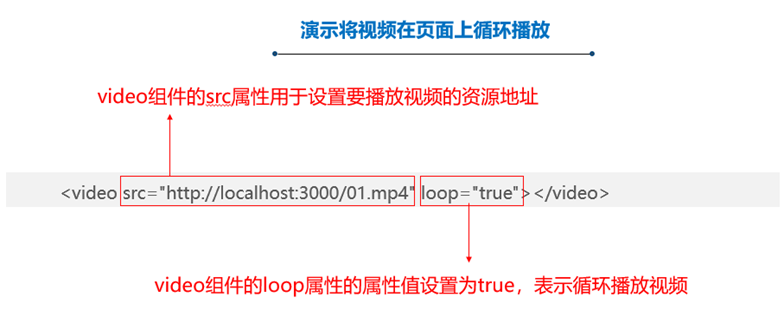 演示将视频在页面上循环播放
video组件的src属性用于设置要播放视频的资源地址
<video src="http://localhost:3000/01.mp4" loop="true"></video>
video组件的loop属性的属性值设置为true，表示循环播放视频